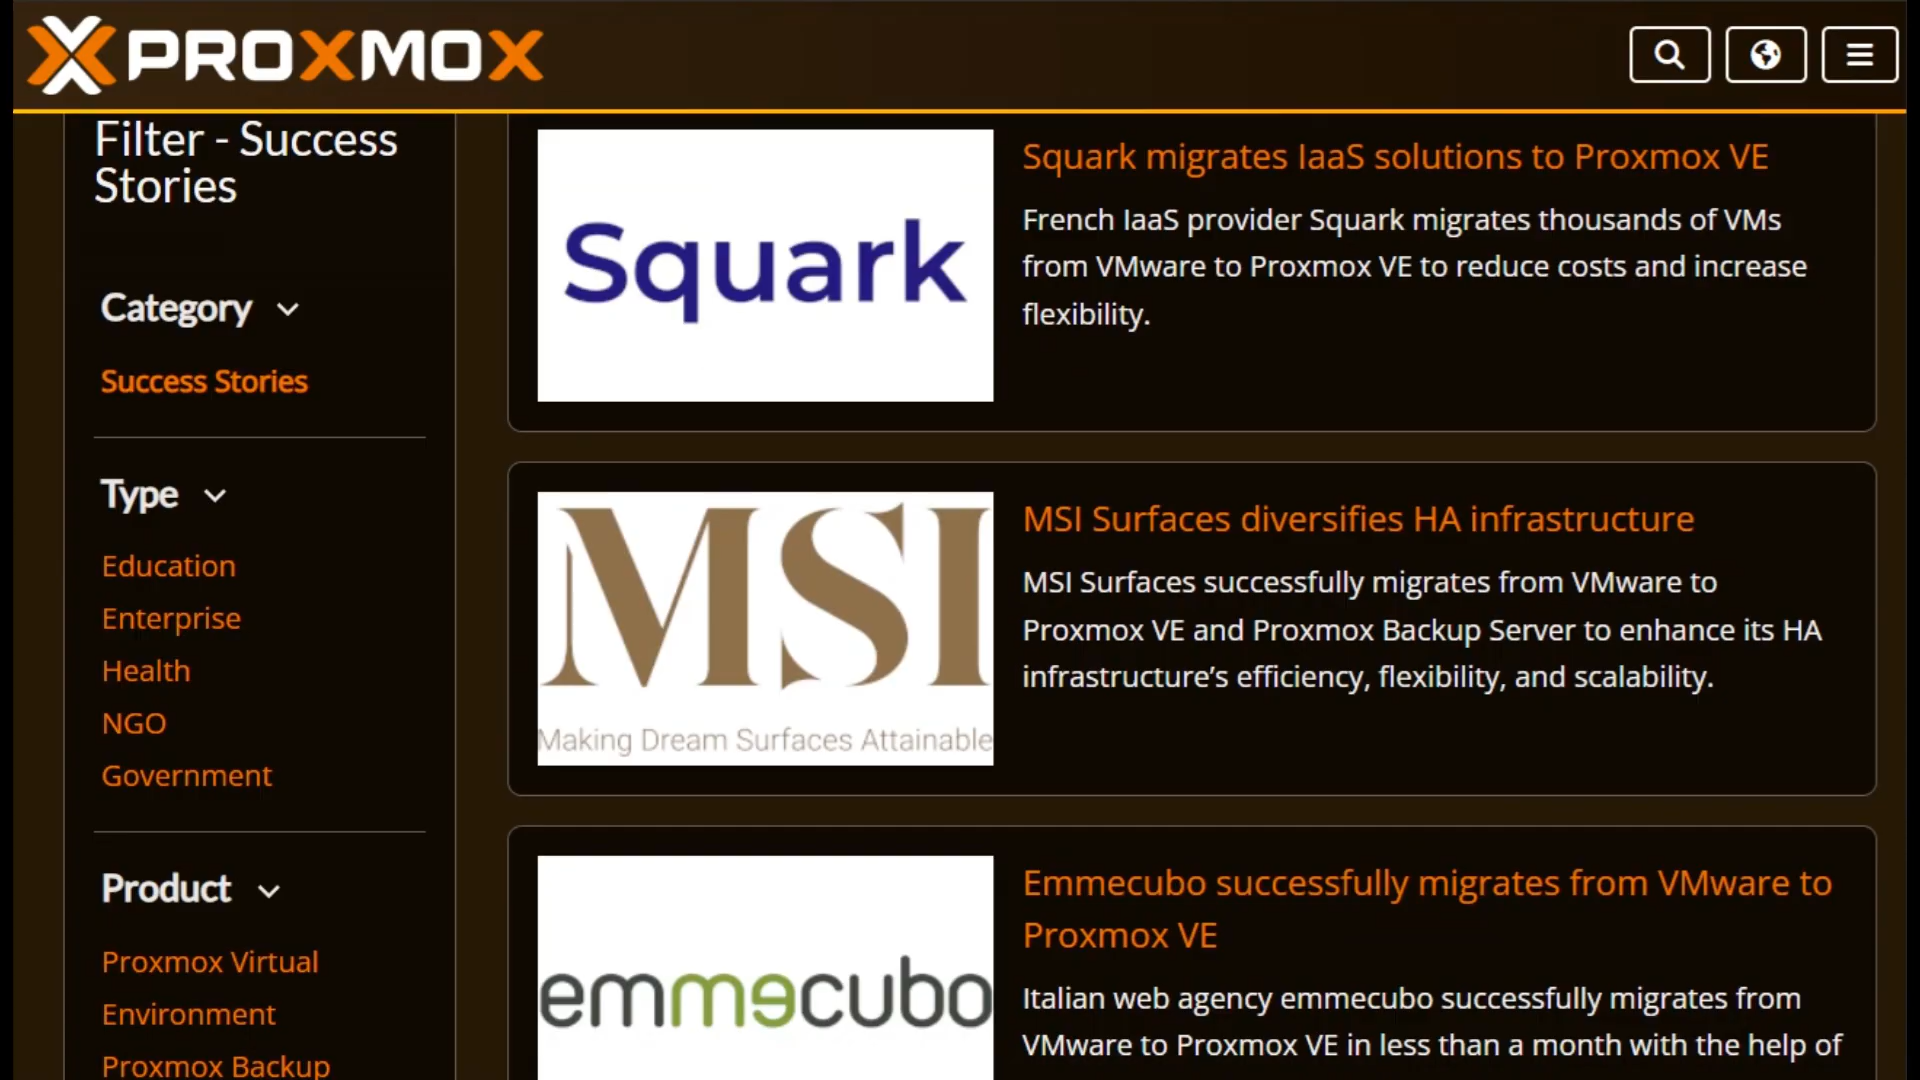 PROXMOX
Filter - Success
Stories
Category
Success Stories
Type
Education
Enterprise
Health
NGO
Government
Product
Proxmox Virtual
Environment
Proxmox Backup
Squark
Squark migrates IaaS solutions to Proxmox VE
French IaaS provider Squark migrates thousands of VMs
from VMware to Proxmox VE to reduce costs and increase
flexibility.
MSI
Making Dream Surfaces Attainable
MSI Surfaces diversifies HA infrastructure
MSI Surfaces successfully migrates from VMware to
Proxmox VE and Proxmox Backup Server to enhance its HA
infrastructure’s efficiency, flexibility, and scalability.
emmecubo
Emmecubo successfully migrates from VMware to
Proxmox VE
Italian web agency emmecubo successfully migrates from
VMware to Proxmox VE in less than a month with the help of